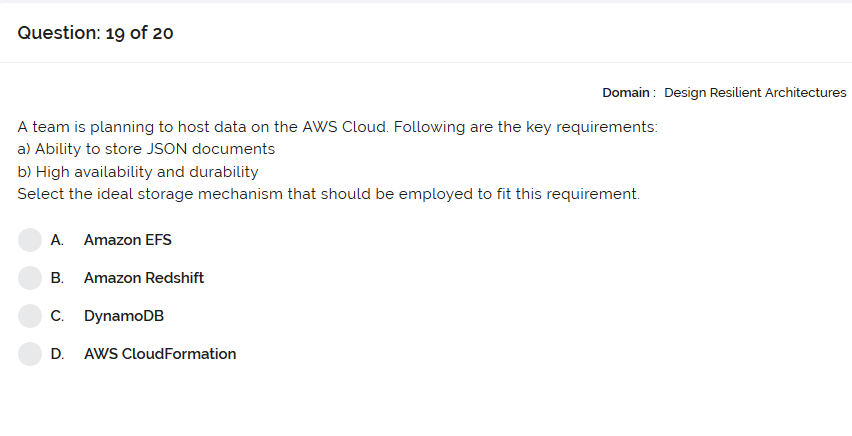 Question: 19 of 20
Domain : Design Resilient Architectures
A team is planning to host data on the AWS Cloud. Following are the key requirements:
a) Ability to store JSON documents
b) High availability and durability
Select the ideal storage mechanism that should be employed to fit this requirement.
A. Amazon EFS
B. Amazon Redshift
C. DynamoDB
D. AWS CloudFormation